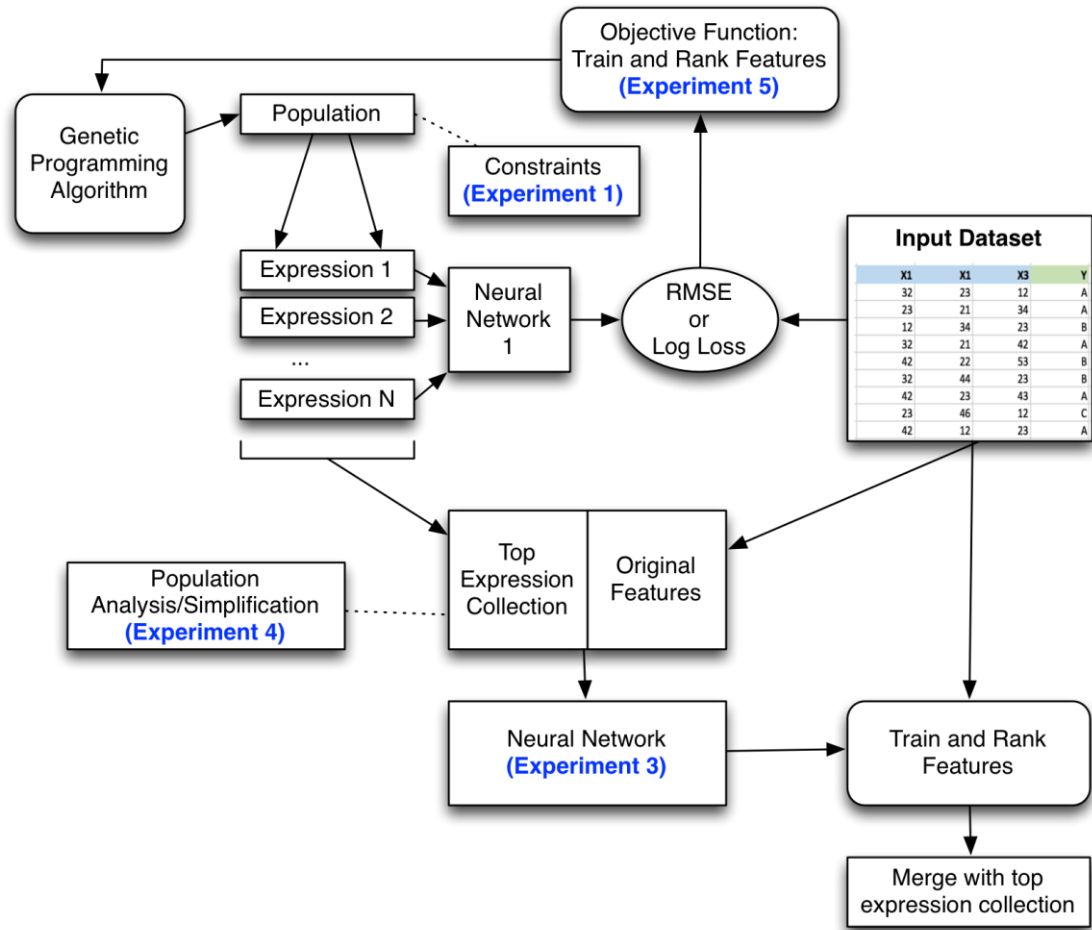 Objective Function:
Train and Rank Features
(Experiment 5)
Genetic
Programming
Algorithm
Population
Constraints
(Experiment 1)
Expression 1
Expression 2
...
Expression N
Neural
Network
1
RMSE
or
Log Loss
Input Dataset
X1 X1 X3 Y
32 23 12 A
23 21 34 A
12 34 23 B
32 21 42 A
42 22 53 B
32 44 23 B
42 23 43 A
23 46 12 C
42 12 23 A
Population
Analysis/Simplification
(Experiment 4)
Top
Expression
Collection
Original
Features
Neural Network
(Experiment 3)
Train and Rank
Features
Merge with top
expression collection